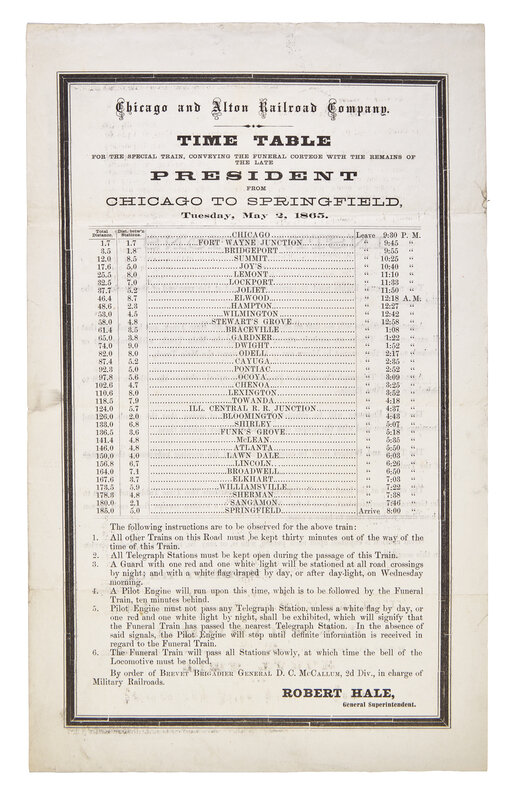 Chicago and Alton Railroad Company.
TIME TABLE
FOR THE SPECIAL TRAIN, CONVEYING THE FUNERAL CORTEGE WITH THE REMAINS OF
THE LATE
PRESIDENT
FROM
CHICAGO TO SPRINGFIELD,
Tuesday, May 2, 1865.
Total Distance. Dist. betw'n Stations.
CHICAGO Leave 9:30 P. M.
1.7 1.7 FORT WAYNE JUNCTION “ 9:45 “
3.5 1.8 BRIDGEPORT “ 9:55 “
12.0 8.5 SUMMIT “ 10:25 “
17.6 5.0 JOY'S “ 10:40 “
25.5 8.0 LEMONT “ 11:10 “
32.5 7.0 LOCKPORT “ 11:33 “
37.7 5.2 JOLIET “ 11:50 “
46.4 8.7 ELWOOD “ 12:18 A. M.
48.6 2.3 HAMPTON “ 12:27 “
53.0 4.5 WILMINGTON “ 12:42 “
58.0 4.8 STEWART'S GROVE “ 12:58 “
61.4 3.5 BRACEVILLE “ 1:08 “
65.0 3.8 GARDNER “ 1:22 “
74.0 9.0 DWIGHT “ 1:52 “
82.0 8.0 ODELL “ 2:17 “
87.4 5.2 CAYUGA “ 2:35 “
92.3 5.0 PONTIAC “ 2:52 “
97.8 5.6 OCOYA “ 3:09 “
102.6 4.7 CHENOA “ 3:25 “
110.6 8.0 LEXINGTON “ 3:52 “
118.5 7.9 TOWANDA “ 4:18 “
124.0 5.7 ILL. CENTRAL R. R. JUNCTION “ 4:37 “
126.0 2.0 BLOOMINGTON “ 4:43 “
133.0 6.8 SHIRLEY “ 5:07 “
136.5 3.6 FUNK'S GROVE “ 5:18 “
141.4 4.8 McLEAN “ 5:35 “
146.0 4.8 ATLANTA “ 5:50 “
150.0 4.0 LAWN DALE “ 6:03 “
156.8 6.7 LINCOLN “ 6:26 “
164.0 7.1 BROADWELL “ 6:50 “
167.6 3.7 ELKHART “ 7:03 “
173.5 5.9 WILLIAMSVILLE “ 7:22 “
178.3 4.8 SHERMAN “ 7:38 “
180.0 2.1 SANGAMON “ 7:46 “
185.0 5.0 SPRINGFIELD Arrive 8:00 “
The following instructions are to be observed for the above train:
1. All other Trains on this Road must be kept thirty minutes out of the way of the
time of this Train.
2. All Telegraph Stations must be kept open during the passage of this Train.
3. A Guard with one red and one white light will be stationed at all road crossings
by night; and with a white flag draped by day, or after day-light, on Wednesday
morning.
4. A Pilot Engine will run upon this time, which is to be followed by the Funeral
Train, ten minutes behind.
5. Pilot Engine must not pass any Telegraph Station, unless a white flag by day, or
one red and one white light by night, shall be exhibited, which will signify that
the Funeral Train has passed the nearest Telegraph Station. In the absence of
said signals, the Pilot Engine will stop until definite information is received in
regard to the Funeral Train.
6. The Funeral Train will pass all Stations slowly, at which time the bell of the
Locomotive must be tolled.
By order of BREVET BRIGADIER GENERAL D. C. McCALLUM, 2d Div., in charge of
Military Railroads.
ROBERT HALE,
General Superintendent.